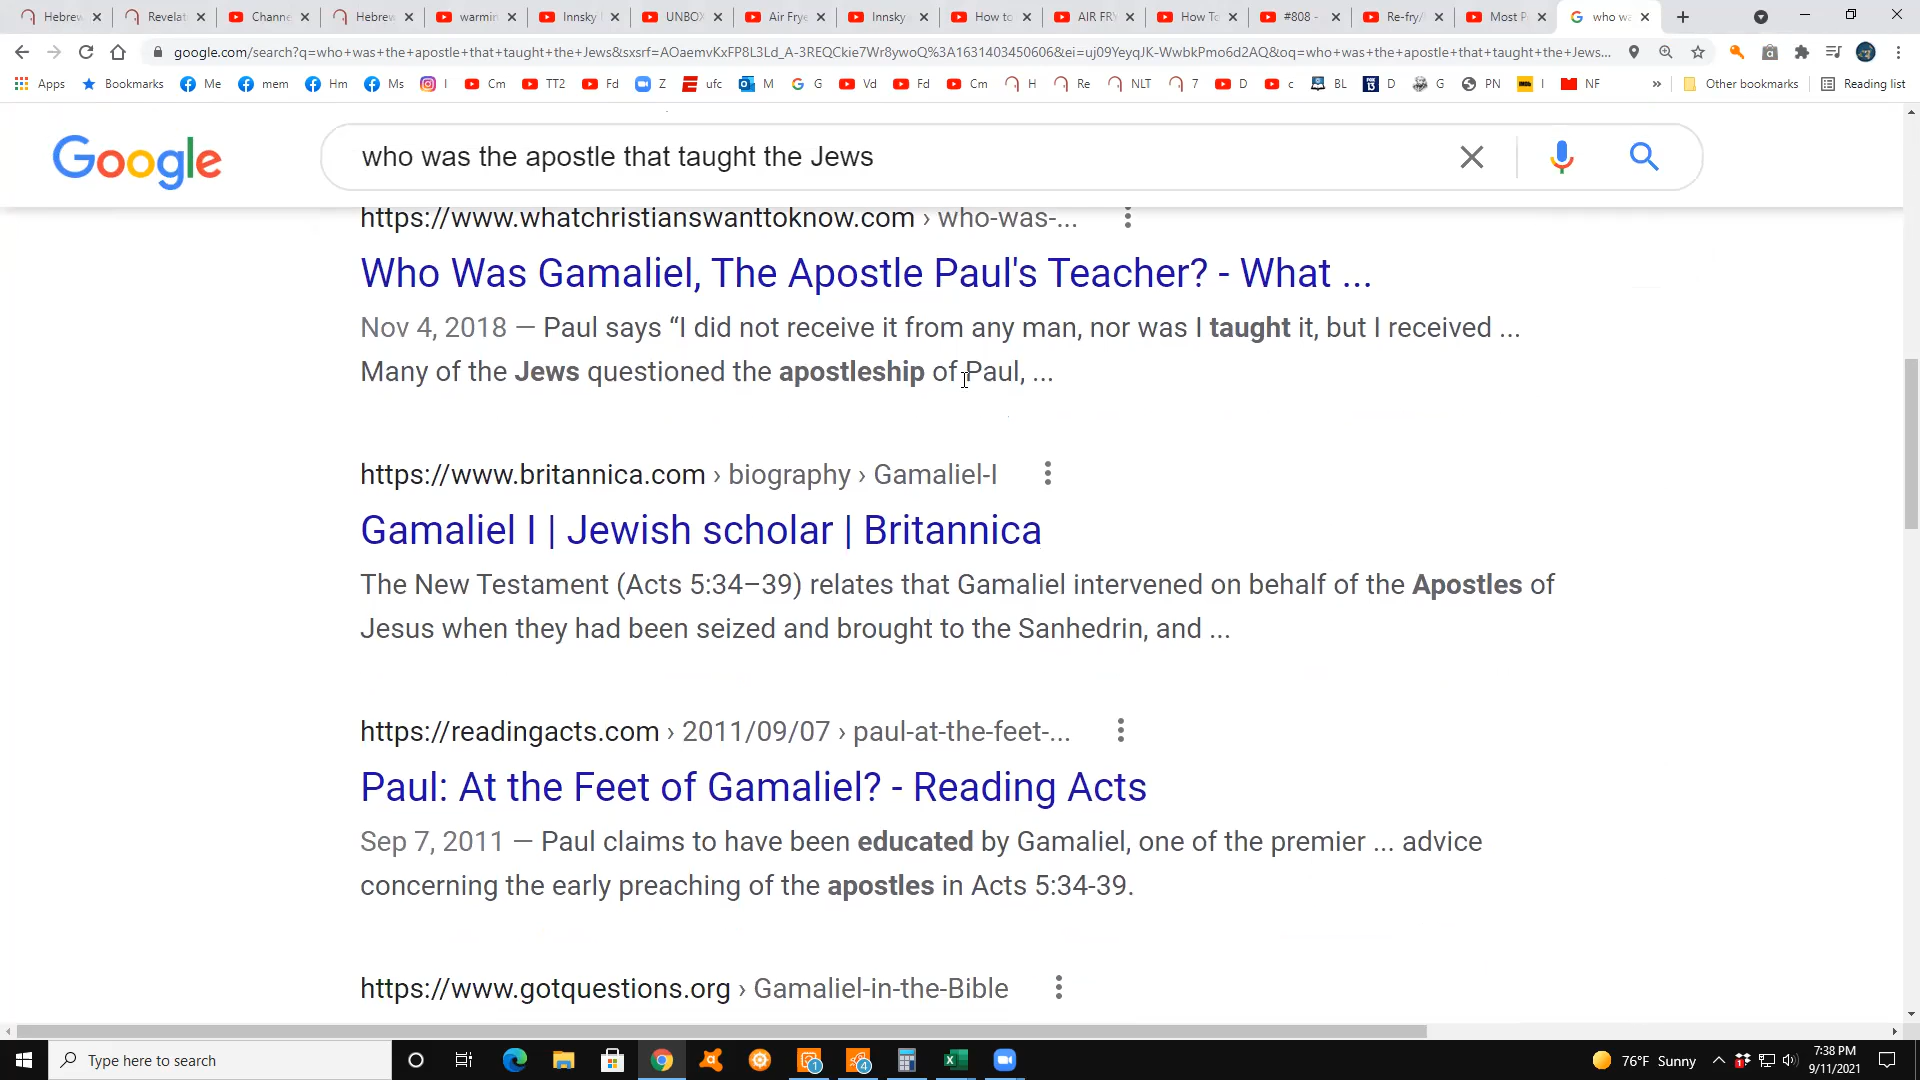 Hebrew
Revelat
Channe
Hebrew
warmin
Innsky
UNBOX
Air Frye
Innsky
How to
AIR FR
How To
#808 -
Re-fry/
Most P
who wa
google.com/search?q=who+was+the+apostle+that+taught+the+Jews&sxsrf=AOaemvKxFP8L3Ld_A-3REQCkie7Wr8ywoQ%3A1631403450606&ei=uj09YeyqJK-WwbkPmo6d2AQ&oq=who+was+the+apostle+that+taught+the+Jews...
Apps Bookmarks Me mem Hm Ms I Cm TT2 Fd Z ufc M G Vd Fd Cm H Re NLT 7 D c BL D G PN I NF » Other bookmarks Reading list
Google
who was the apostle that taught the Jews
https://www.whatchristianswanttoknow.com › who-was-...
Who Was Gamaliel, The Apostle Paul's Teacher? - What ...
Nov 4, 2018 — Paul says “I did not receive it from any man, nor was I taught it, but I received ...
Many of the Jews questioned the apostleship of Paul, ...
https://www.britannica.com › biography › Gamaliel-I
Gamaliel I | Jewish scholar | Britannica
The New Testament (Acts 5:34–39) relates that Gamaliel intervened on behalf of the Apostles of
Jesus when they had been seized and brought to the Sanhedrin, and ...
https://readingacts.com › 2011/09/07 › paul-at-the-feet-...
Paul: At the Feet of Gamaliel? - Reading Acts
Sep 7, 2011 — Paul claims to have been educated by Gamaliel, one of the premier ... advice
concerning the early preaching of the apostles in Acts 5:34-39.
https://www.gotquestions.org › Gamaliel-in-the-Bible
Type here to search
76°F Sunny
7:38 PM
9/11/2021